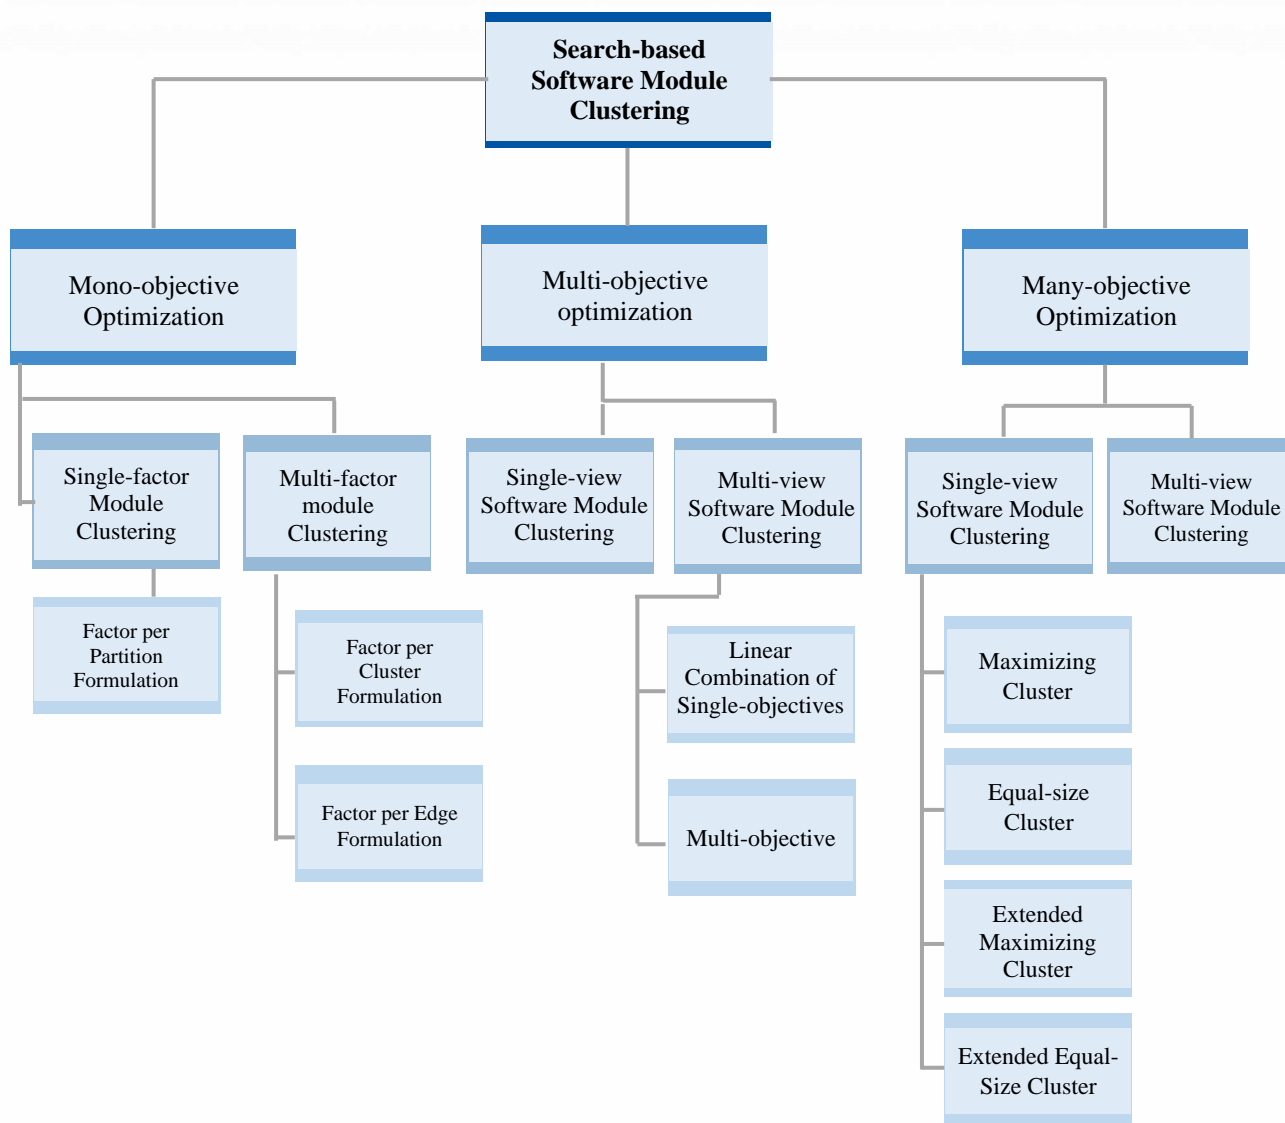 Search-based
Software Module
Clustering
Mono-objective
Optimization
Multi-objective
optimization
Many-objective
Optimization
Single-factor
Module
Clustering
Multi-factor
module
Clustering
Single-view
Software Module
Clustering
Multi-view
Software Module
Clustering
Single-view
Software Module
Clustering
Multi-view
Software Module
Clustering
Factor per
Partition
Formulation
Factor per
Cluster
Formulation
Factor per Edge
Formulation
Linear
Combination of
Single-objectives
Multi-objective
Maximizing
Cluster
Equal-size
Cluster
Extended
Maximizing
Cluster
Extended Equal-
Size Cluster